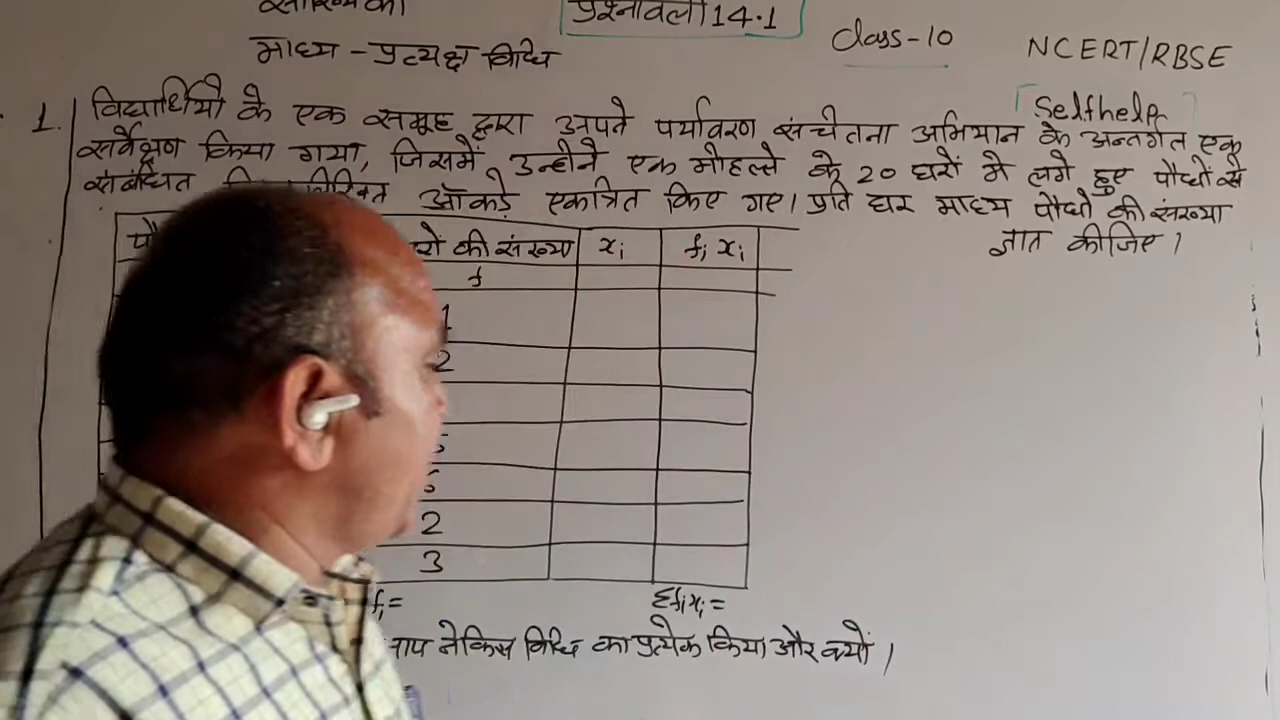 सांख्यिकी
प्रश्नावली 14.1
माध्य - प्रत्यक्ष विधि
Class-10
NCERT/RBSE
Selfhelp
1. विद्यार्थियों के एक समूह द्वारा अपने पर्यावरण संचेतना अभियान के अन्तर्गत एक
सर्वेक्षण किया गया, जिसमें उन्होंने एक मौहल्ले के 20 घरों में लगे हुए पौधों से
संबंधित आँकड़े एकत्रित किए गए। प्रति घर माध्य पौधों की संख्या
ज्ञात कीजिए।
की संख्या xi fi xi
f
1
2
2
3
fi=
Σfixi =
ने किस विधि का प्रत्येक किया और क्यों।